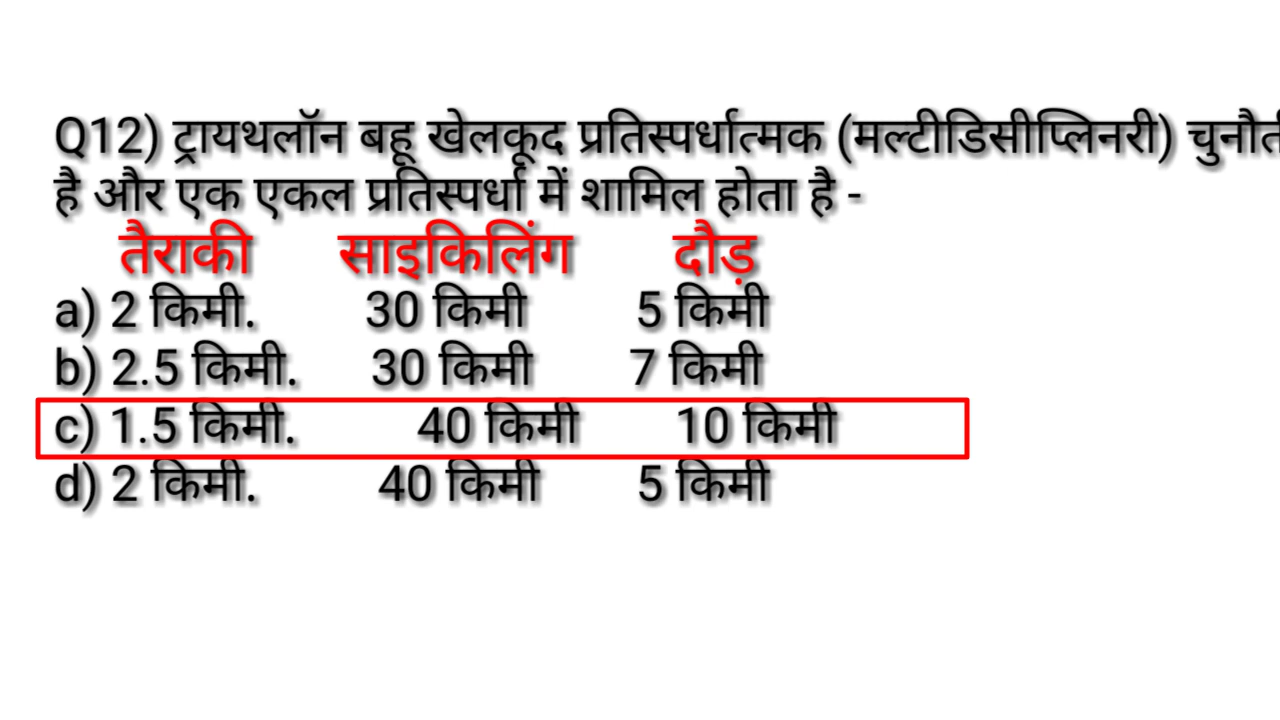 Q12) ट्रायथलॉन बहू खेलकूद प्रतिस्पर्धात्मक (मल्टीडिसीप्लिनरी) चुनौती
है और एक एकल प्रतिस्पर्धा में शामिल होता है -
तैराकी साइकिलिंग दौड़
a) 2 किमी. 30 किमी 5 किमी
b) 2.5 किमी. 30 किमी 7 किमी
c) 1.5 किमी. 40 किमी 10 किमी
d) 2 किमी. 40 किमी 5 किमी